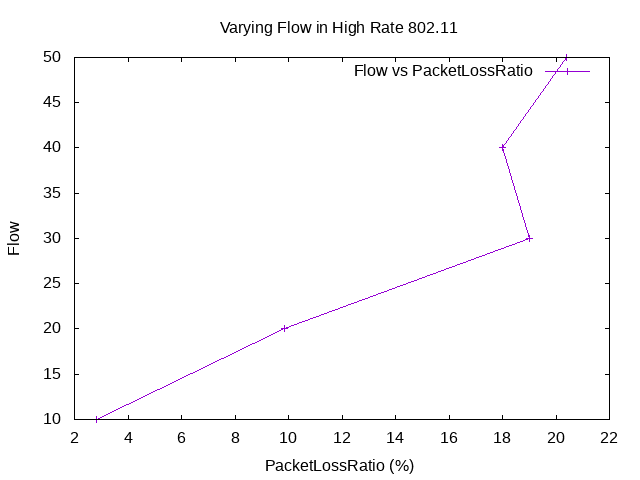 Varying Flow in High Rate 802.11
50
45
40
35
30
25
20
15
10
Flow
Flow vs PacketLossRatio
2 4 6 8 10 12 14 16 18 20 22
PacketLossRatio (%)